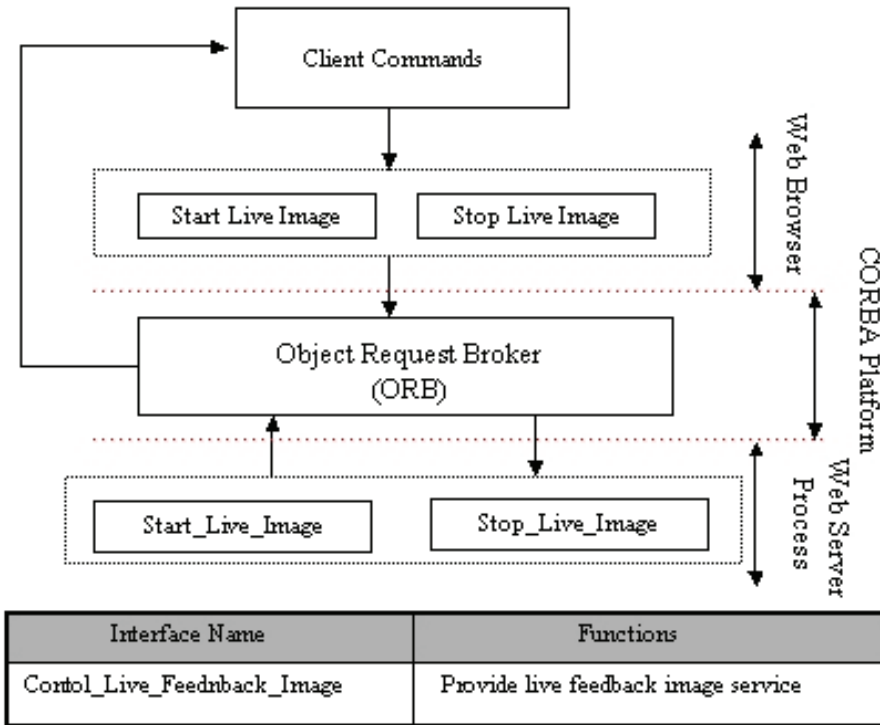 Client Commands
Web Browser
Start Live Image
Stop Live Image
CORBA Platform
Object Request Broker
(ORB)
Web Server
Process
Start_Live_Image
Stop_Live_Image
Interface Name
Functions
Contol_Live_Feednback_Image
Provide live feedback image service